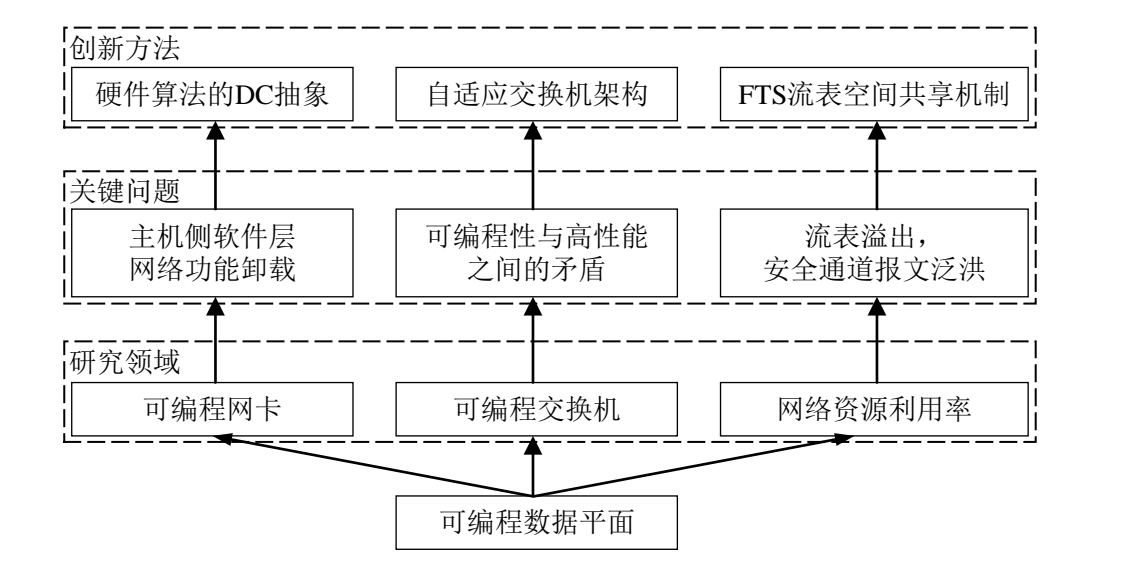 创新方法
硬件算法的DC抽象
自适应交换机架构
FTS流表空间共享机制
关键问题
主机侧软件层
网络功能卸载
可编程性与高性能
之间的矛盾
流表溢出，
安全通道报文泛洪
研究领域
可编程网卡
可编程交换机
网络资源利用率
可编程数据平面